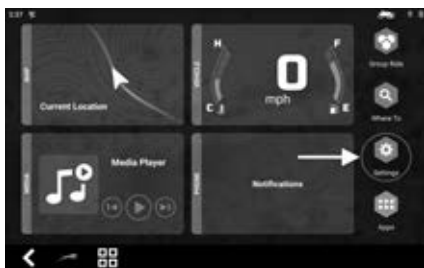 MAP
Current Location
VEHICLE
H
F
0
mph
C
E
Group Ride
Where To
MEDIA
Media Player
PHONE
Notifications
Settings
Apps